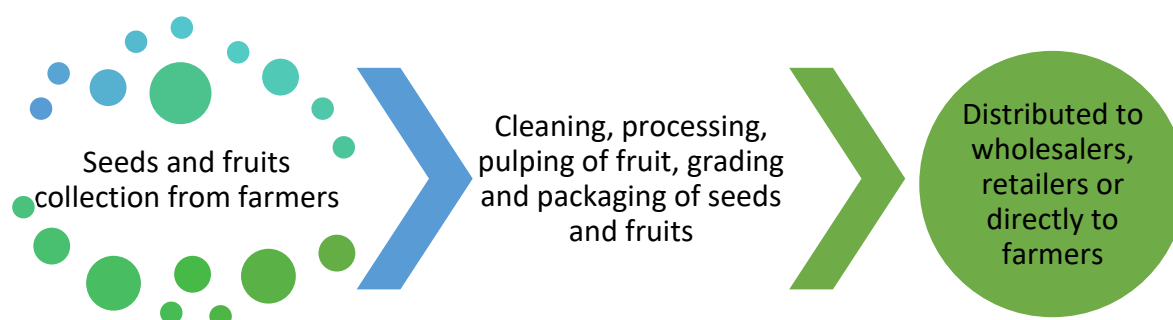 Seeds and fruits
collection from farmers
Cleaning, processing,
pulping of fruit, grading
and packaging of seeds
and fruits
Distributed to
wholesalers,
retailers or
directly to
farmers